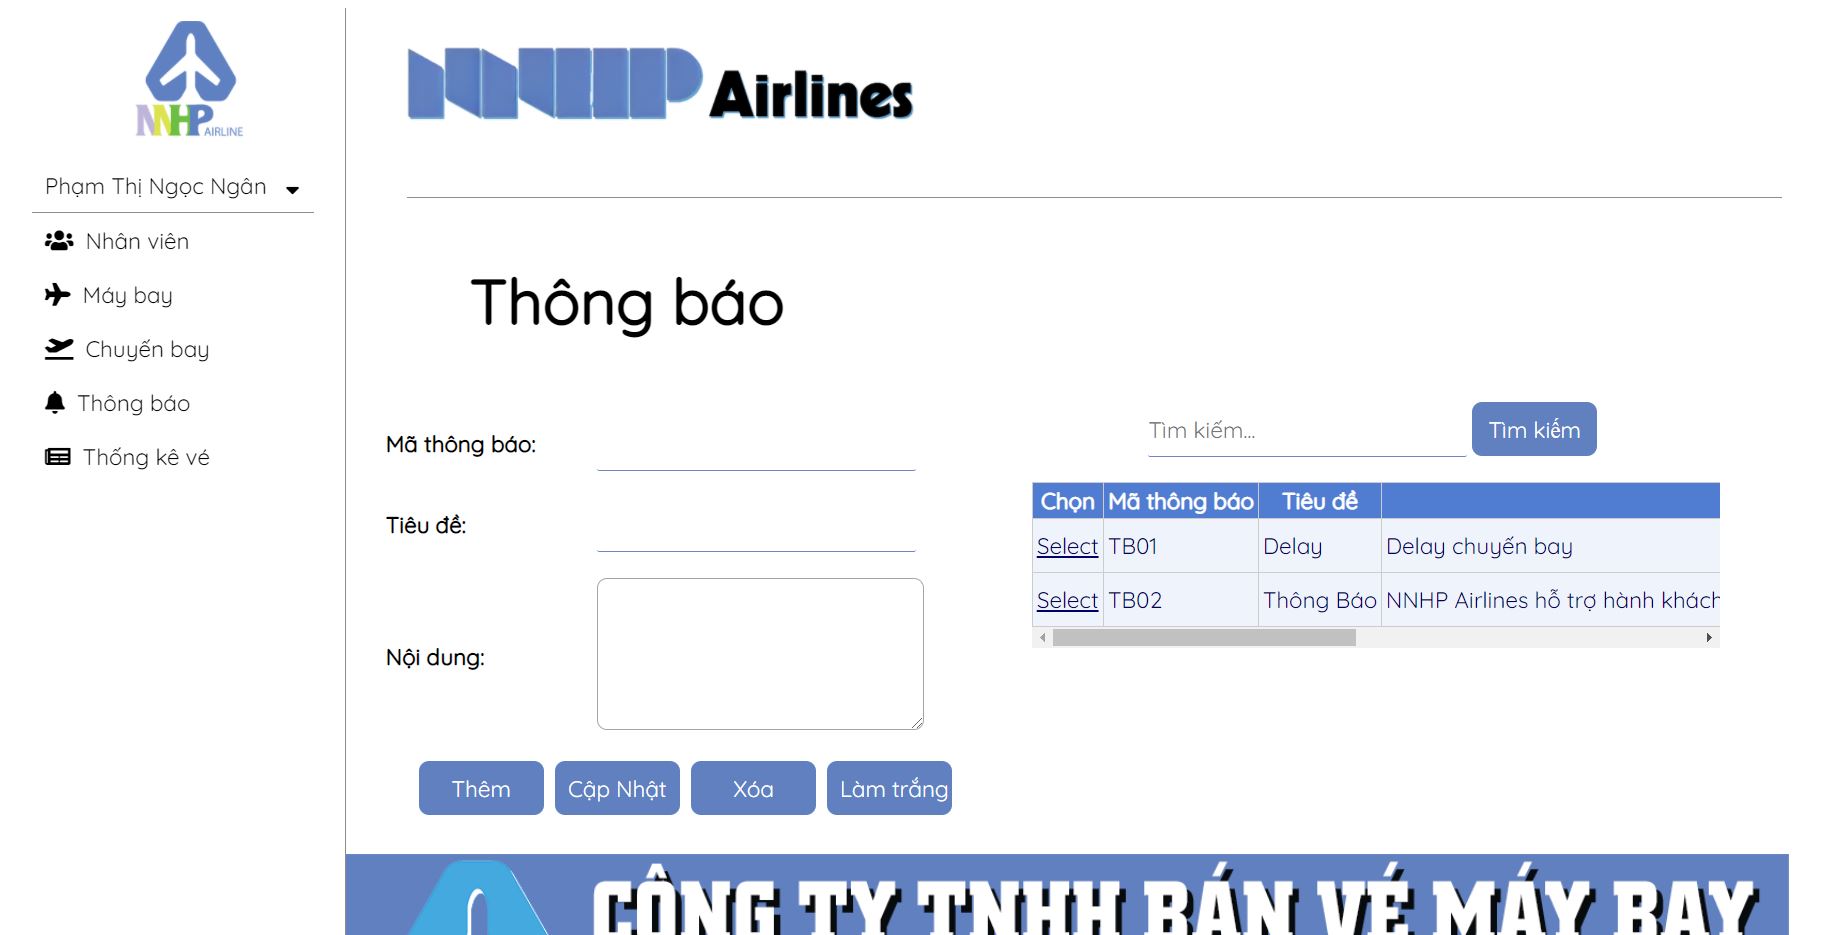 NNHP AIRLINE
Phạm Thị Ngọc Ngân
Nhân viên
Máy bay
Chuyến bay
Thông báo
Thống kê vé
NNHP Airlines
Thông báo
Mã thông báo:
Tiêu đề:
Nội dung:
Thêm Cập Nhật Xóa Làm trắng
Tìm kiếm... Tìm kiếm
Chọn Mã thông báo Tiêu đề
Select TB01 Delay Delay chuyến bay
Select TB02 Thông Báo NNHP Airlines hỗ trợ hành khách
CÔNG TY TNHH BÁN VÉ MÁY BAY